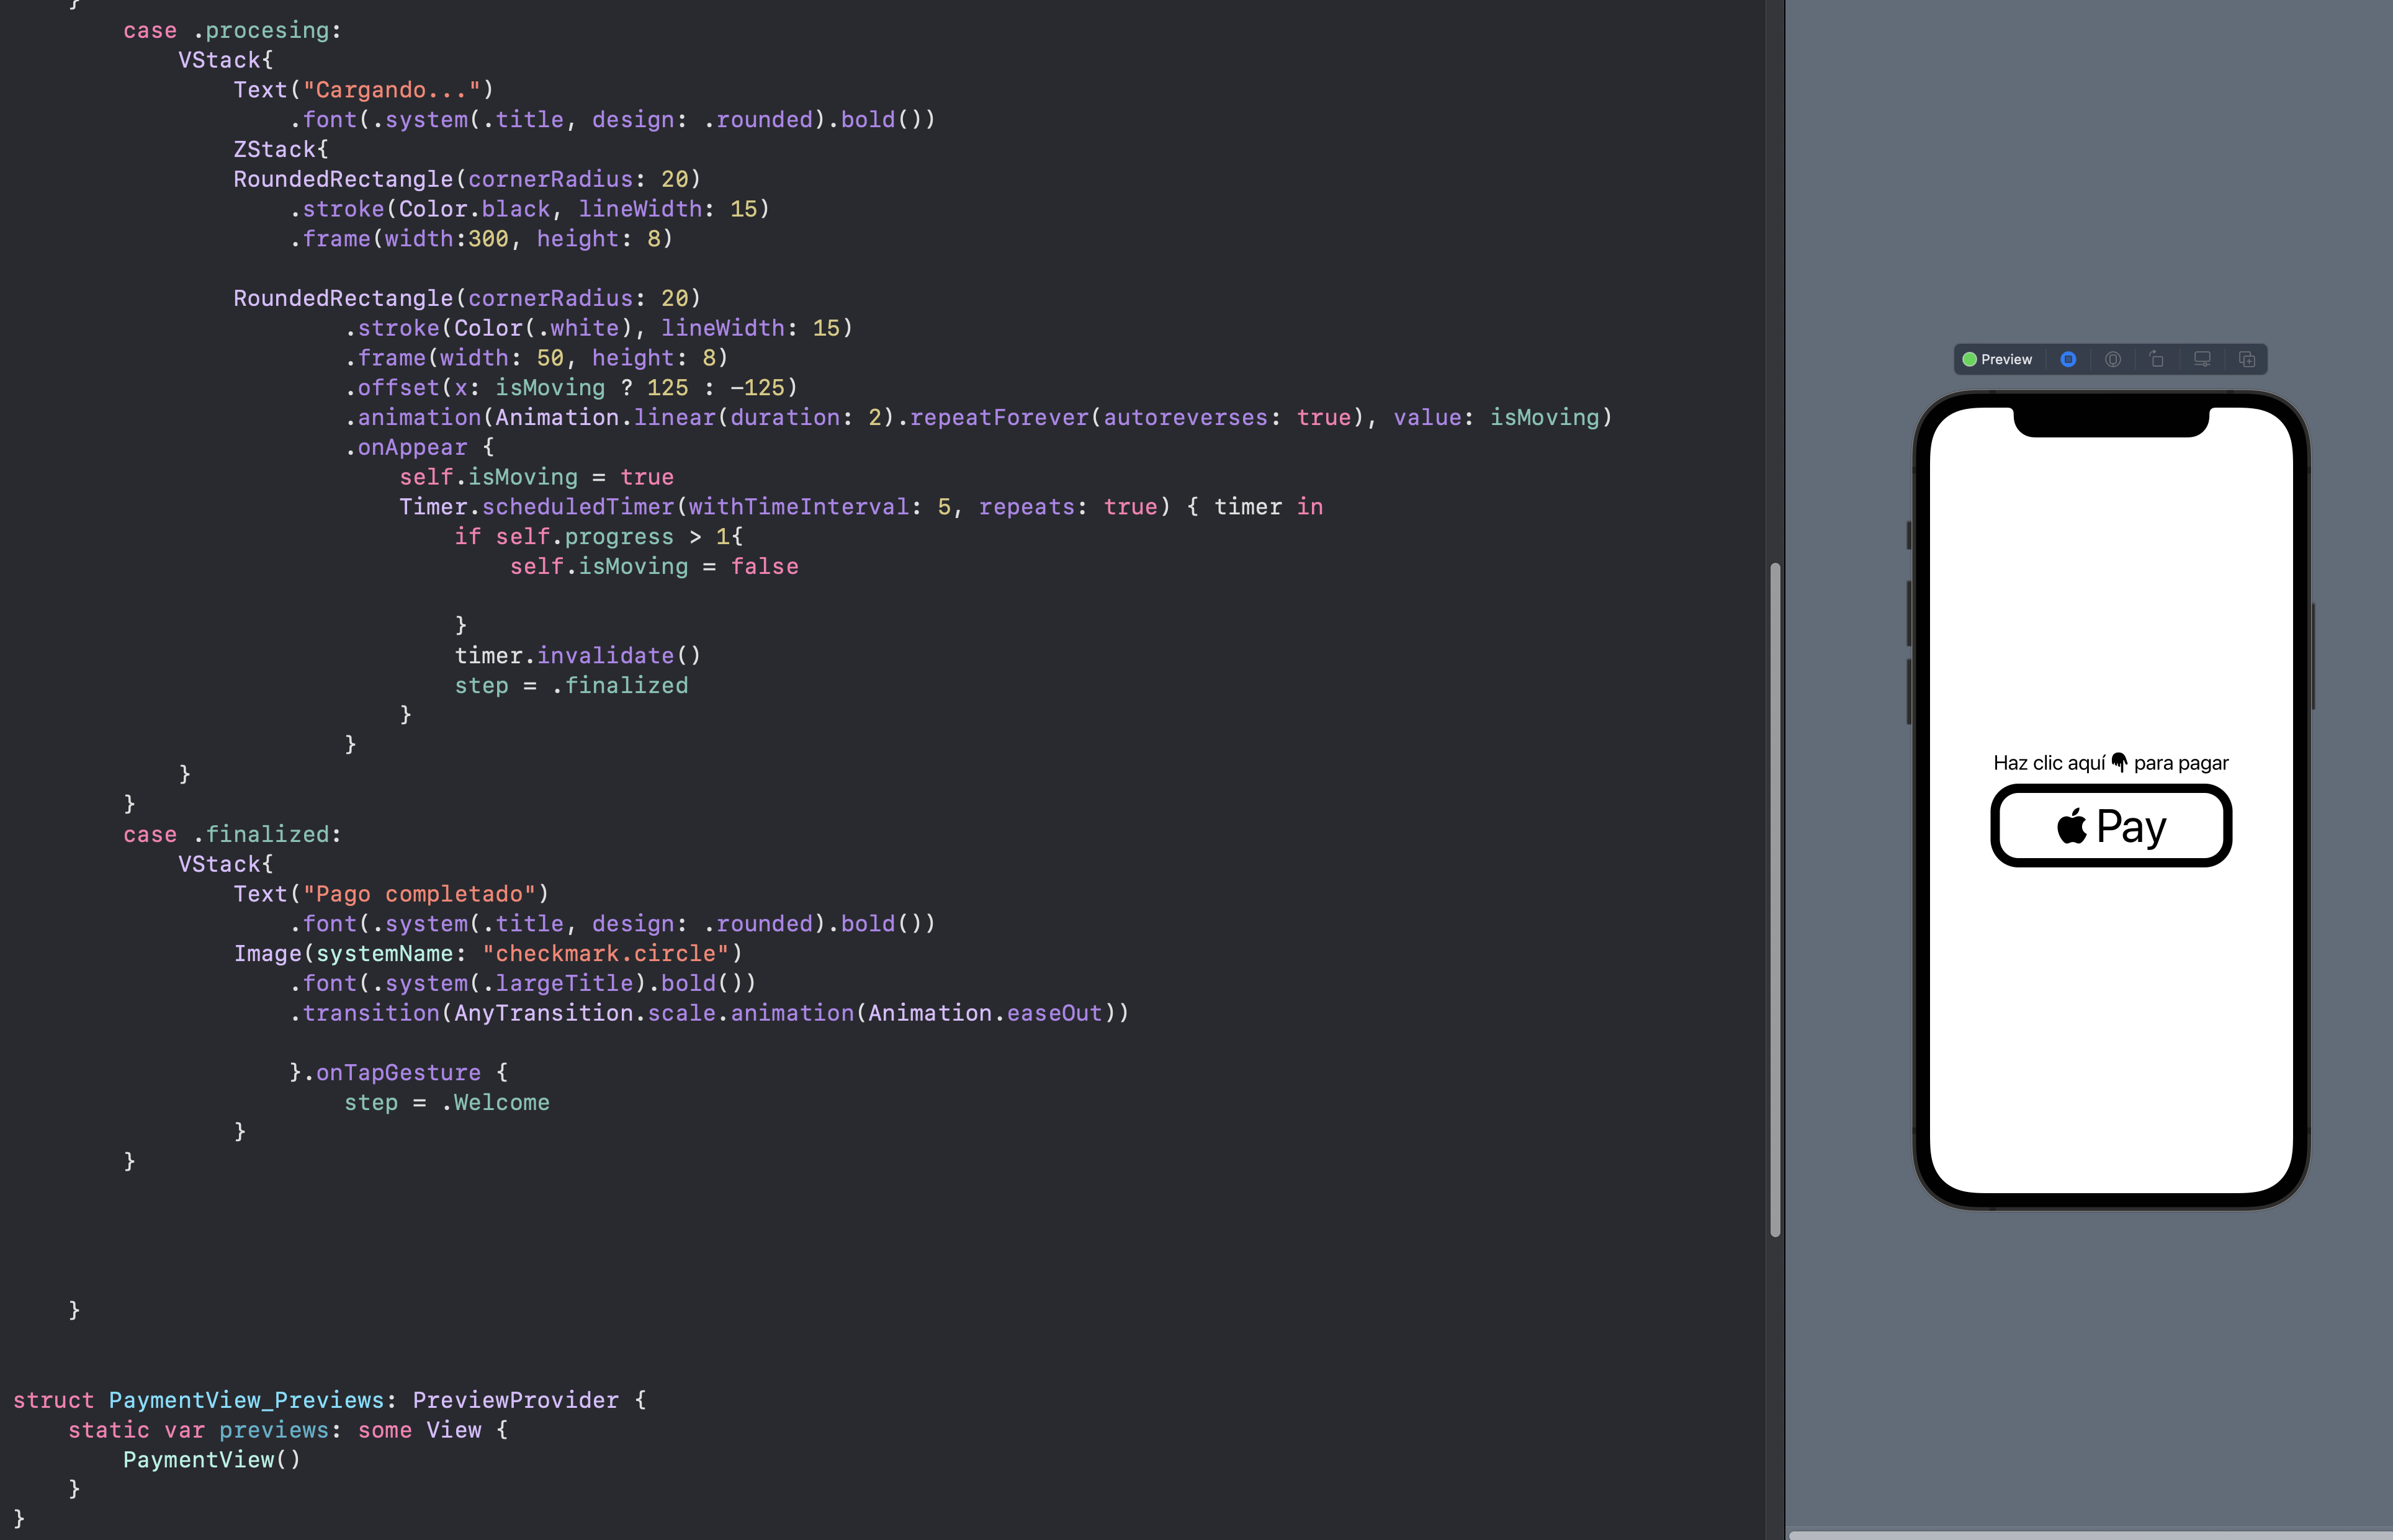 }
case .procesing:
VStack{
Text("Cargando...")
.font(.system(.title, design: .rounded).bold())
ZStack{
RoundedRectangle(cornerRadius: 20)
.stroke(Color.black, lineWidth: 15)
.frame(width:300, height: 8)
RoundedRectangle(cornerRadius: 20)
.stroke(Color(.white), lineWidth: 15)
.frame(width: 50, height: 8)
.offset(x: isMoving ? 125 : -125)
.animation(Animation.linear(duration: 2).repeatForever(autoreverses: true), value: isMoving)
.onAppear {
self.isMoving = true
Timer.scheduledTimer(withTimeInterval: 5, repeats: true) { timer in
if self.progress > 1{
self.isMoving = false
}
timer.invalidate()
step = .finalized
}
}
}
}
case .finalized:
VStack{
Text("Pago completado")
.font(.system(.title, design: .rounded).bold())
Image(systemName: "checkmark.circle")
.font(.system(.largeTitle).bold())
.transition(AnyTransition.scale.animation(Animation.easeOut))
}.onTapGesture {
step = .Welcome
}
}
}
struct PaymentView_Previews: PreviewProvider {
static var previews: some View {
PaymentView()
}
}
Preview
Haz clic aquí para pagar
Pay